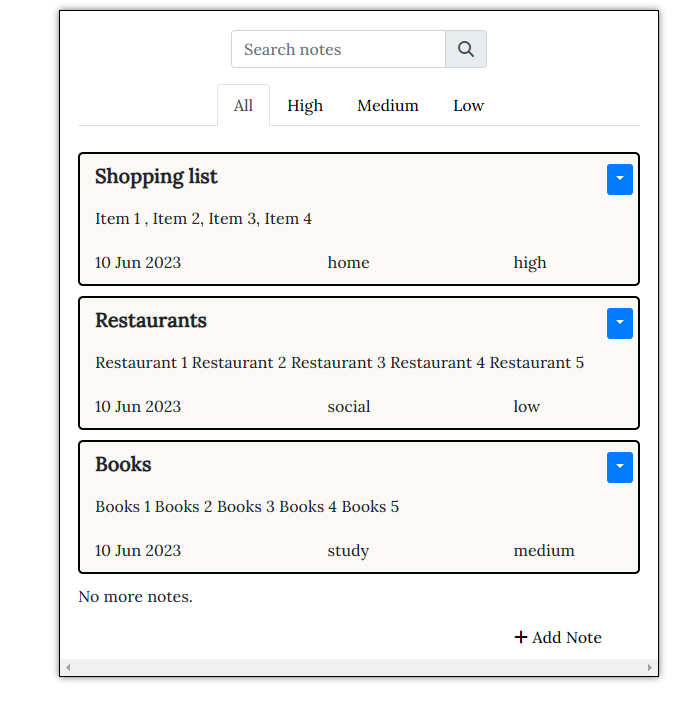 Search notes
All High Medium Low
Shopping list
Item 1 , Item 2, Item 3, Item 4
10 Jun 2023 home high
Restaurants
Restaurant 1 Restaurant 2 Restaurant 3 Restaurant 4 Restaurant 5
10 Jun 2023 social low
Books
Books 1 Books 2 Books 3 Books 4 Books 5
10 Jun 2023 study medium
No more notes.
+ Add Note